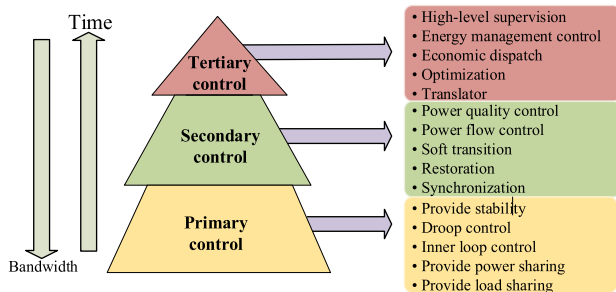 Time
Bandwidth
Tertiary
control
Secondary
control
Primary
control
• High-level supervision
• Energy management control
• Economic dispatch
• Optimization
• Translator
• Power quality control
• Power flow control
• Soft transition
• Restoration
• Synchronization
• Provide stability
• Droop control
• Inner loop control
• Provide power sharing
• Provide load sharing